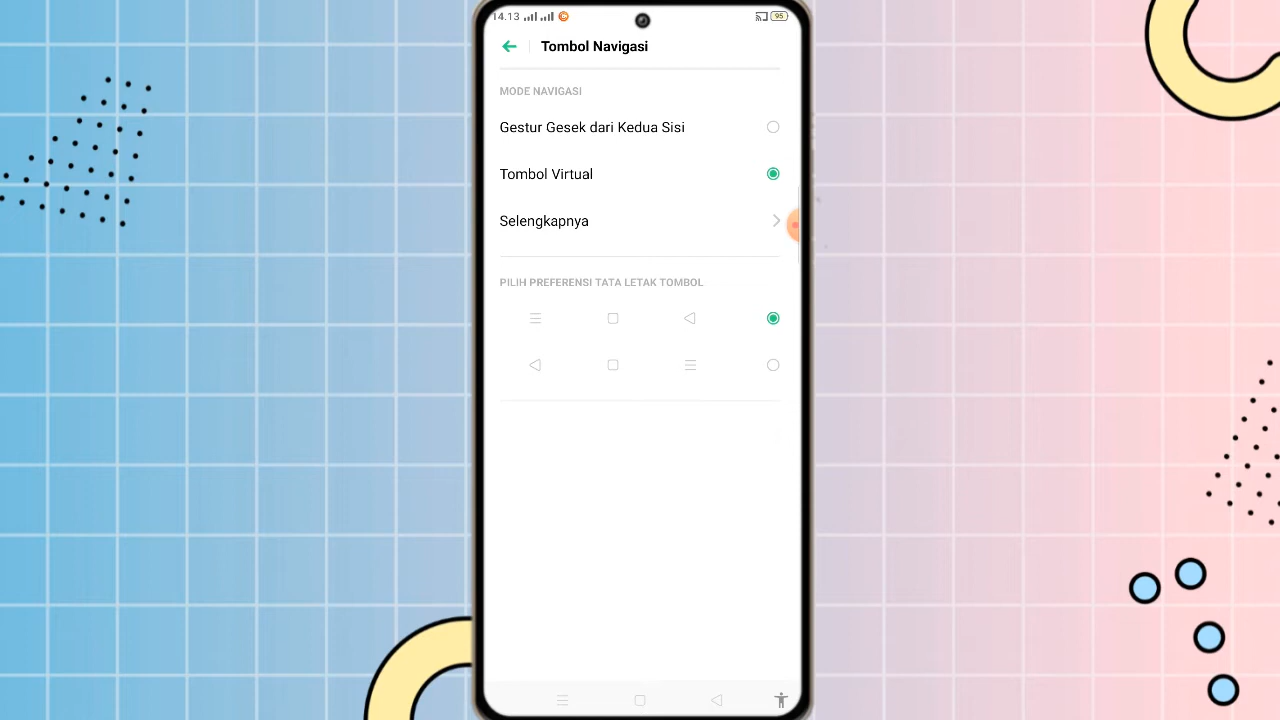 14.13
95
Tombol Navigasi
MODE NAVIGASI
Gestur Gesek dari Kedua Sisi
Tombol Virtual
Selengkapnya
PILIH PREFERENSI TATA LETAK TOMBOL